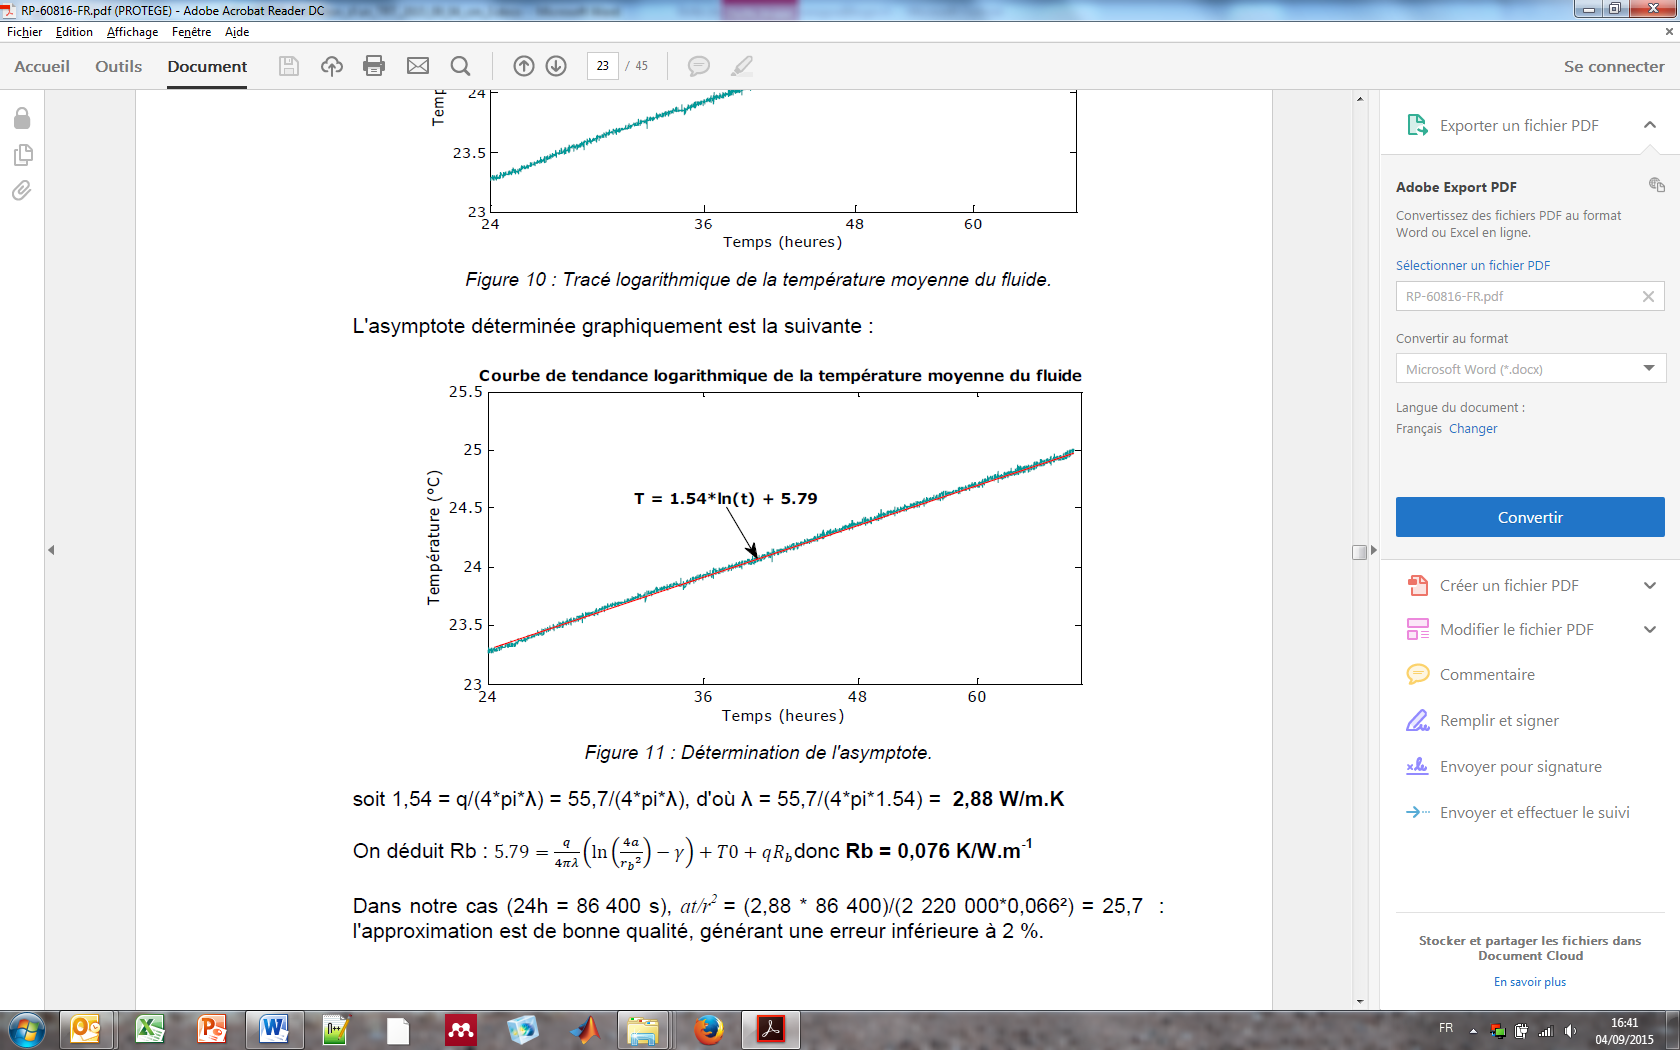 RP-60816-FR.pdf (PROTEGE) - Adobe Acrobat Reader DC
Fichier Edition Affichage Fenêtre Aide
Accueil Outils Document 23 / 45 Se connecter
24
Temp
23.5
23
24 36 48 60
Temps (heures)
Figure 10 : Tracé logarithmique de la température moyenne du fluide.
L'asymptote déterminée graphiquement est la suivante :
Courbe de tendance logarithmique de la température moyenne du fluide
25.5
25
24.5
24
23.5
23
Température (°C)
T = 1.54*ln(t) + 5.79
24 36 48 60
Temps (heures)
Figure 11 : Détermination de l'asymptote.
soit 1,54 = q/(4*pi*λ) = 55,7/(4*pi*λ), d'où λ = 55,7/(4*pi*1.54) = 2,88 W/m.K
On déduit Rb : 5.79 = q/4πλ (ln(4a/r_b²) − γ) + T0 + qR_b donc Rb = 0,076 K/W.m⁻¹
Dans notre cas (24h = 86 400 s), at/r² = (2,88 * 86 400)/(2 220 000*0,066²) = 25,7 :
l'approximation est de bonne qualité, générant une erreur inférieure à 2 %.
Exporter un fichier PDF
Adobe Export PDF
Convertissez des fichiers PDF au format
Word ou Excel en ligne.
Sélectionner un fichier PDF
RP-60816-FR.pdf
Convertir au format
Microsoft Word (*.docx)
Langue du document :
Français Changer
Convertir
Créer un fichier PDF
Modifier le fichier PDF
Commentaire
Remplir et signer
Envoyer pour signature
Envoyer et effectuer le suivi
Stocker et partager les fichiers dans
Document Cloud
En savoir plus
FR
16:41
04/09/2015